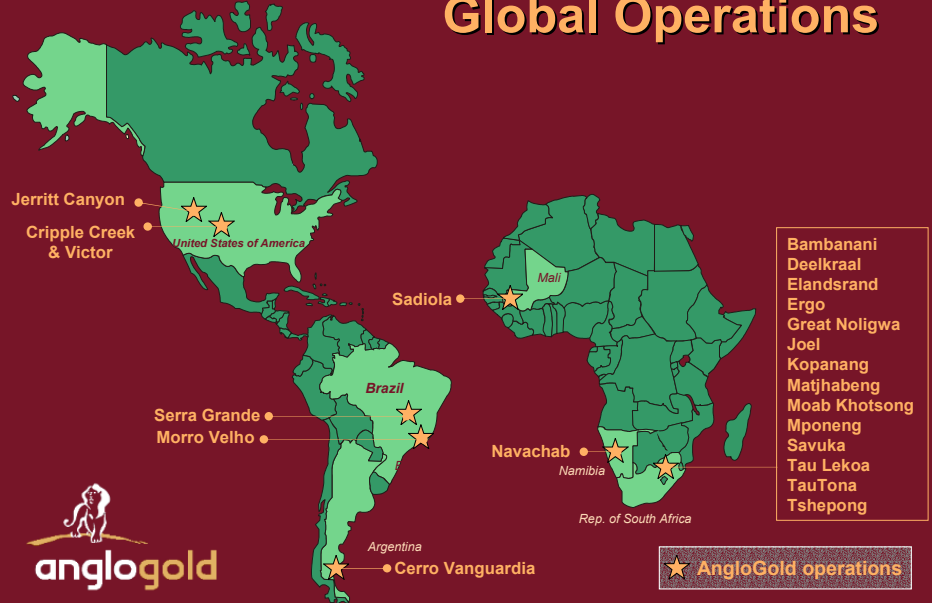 Global Operations
Jerritt Canyon
Cripple Creek
& Victor
United States of America
Mali
Sadiola
Brazil
Serra Grande
Morro Velho
Navachab
Namibia
Rep. of South Africa
Argentina
Cerro Vanguardia
Bambanani
Deelkraal
Elandsrand
Ergo
Great Noligwa
Joel
Kopanang
Matjhabeng
Moab Khotsong
Mponeng
Savuka
Tau Lekoa
TauTona
Tshepong
anglogold
AngloGold operations